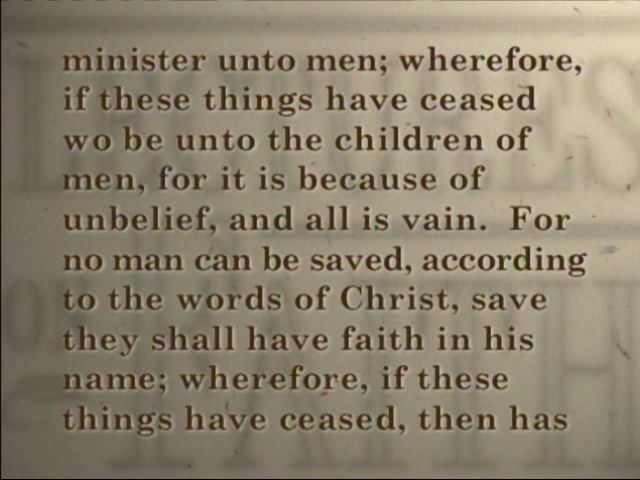 minister unto men; wherefore,
if these things have ceased
wo be unto the children of
men, for it is because of
unbelief, and all is vain.  For
no man can be saved, according
to the words of Christ, save
they shall have faith in his
name; wherefore, if these
things have ceased, then has